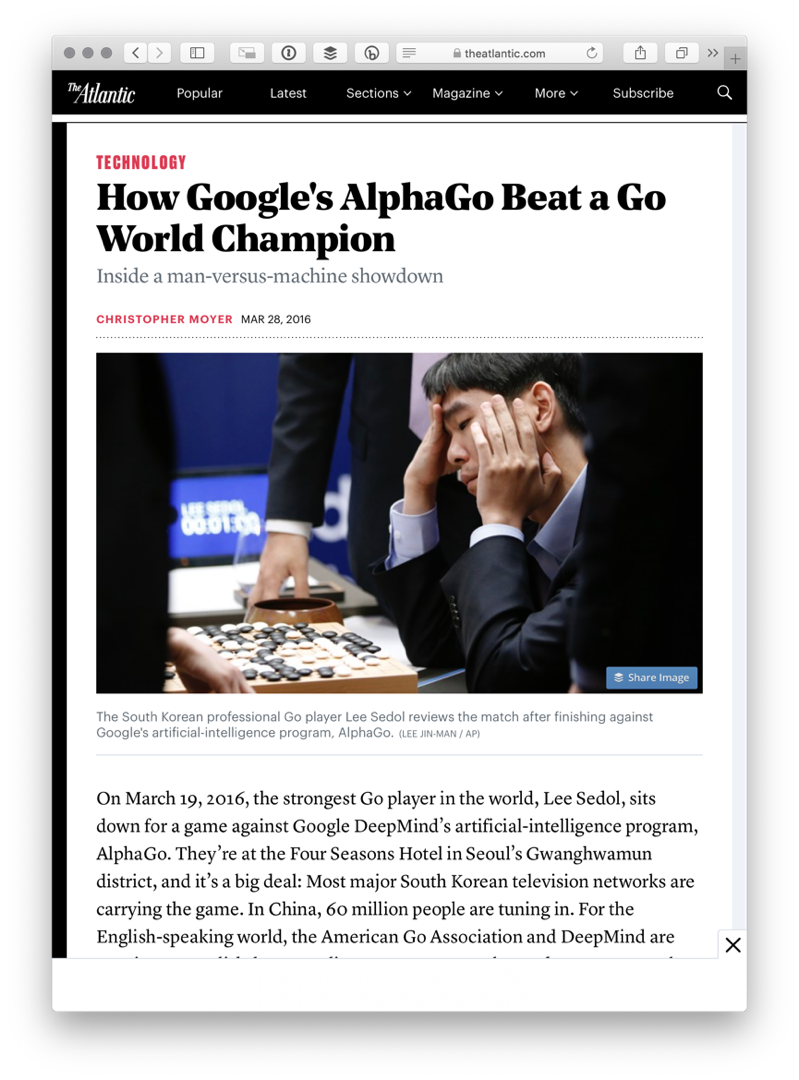 theatlantic.com
The Atlantic
Popular
Latest
Sections
Magazine
More
Subscribe
TECHNOLOGY
How Google's AlphaGo Beat a Go
World Champion
Inside a man-versus-machine showdown
CHRISTOPHER MOYER MAR 28, 2016
LEE SEDOL
00:01:00
Share Image
The South Korean professional Go player Lee Sedol reviews the match after finishing against
Google's artificial-intelligence program, AlphaGo. (LEE JIN-MAN / AP)
On March 19, 2016, the strongest Go player in the world, Lee Sedol, sits
down for a game against Google DeepMind’s artificial-intelligence program,
AlphaGo. They’re at the Four Seasons Hotel in Seoul’s Gwanghwamun
district, and it’s a big deal: Most major South Korean television networks are
carrying the game. In China, 60 million people are tuning in. For the
English-speaking world, the American Go Association and DeepMind are